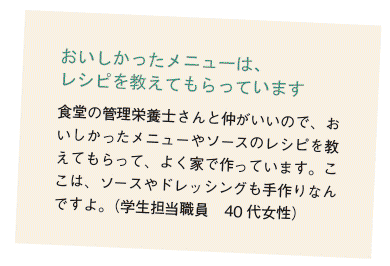 おいしかったメニューは、
レシピを教えてもらっています
食堂の管理栄養士さんと仲がいいので、お
いしかったメニューやソースのレシピを教
えてもらって、よく家で作っています。こ
こは、ソースやドレッシングも手作りなん
ですよ。（学生担当職員　40代女性）